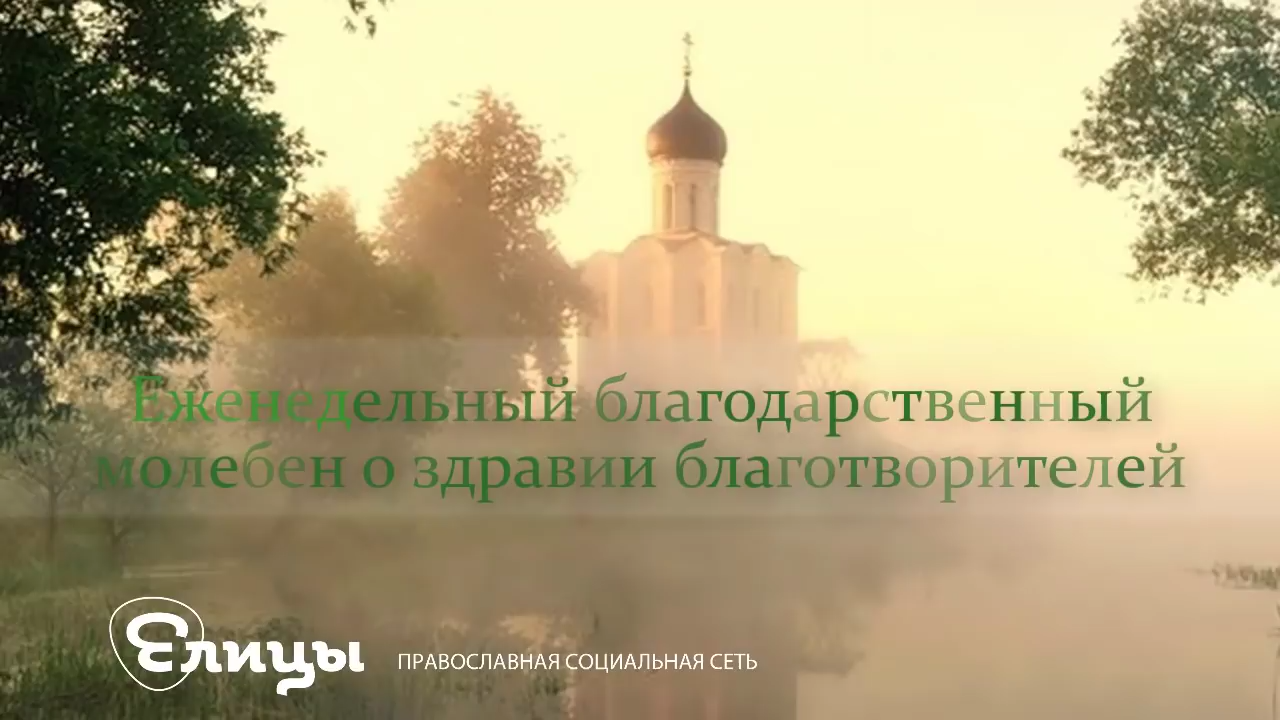 Еженедельный благодарственный
молебен о здравии благотворителей
Елицы
ПРАВОСЛАВНАЯ СОЦИАЛЬНАЯ СЕТЬ